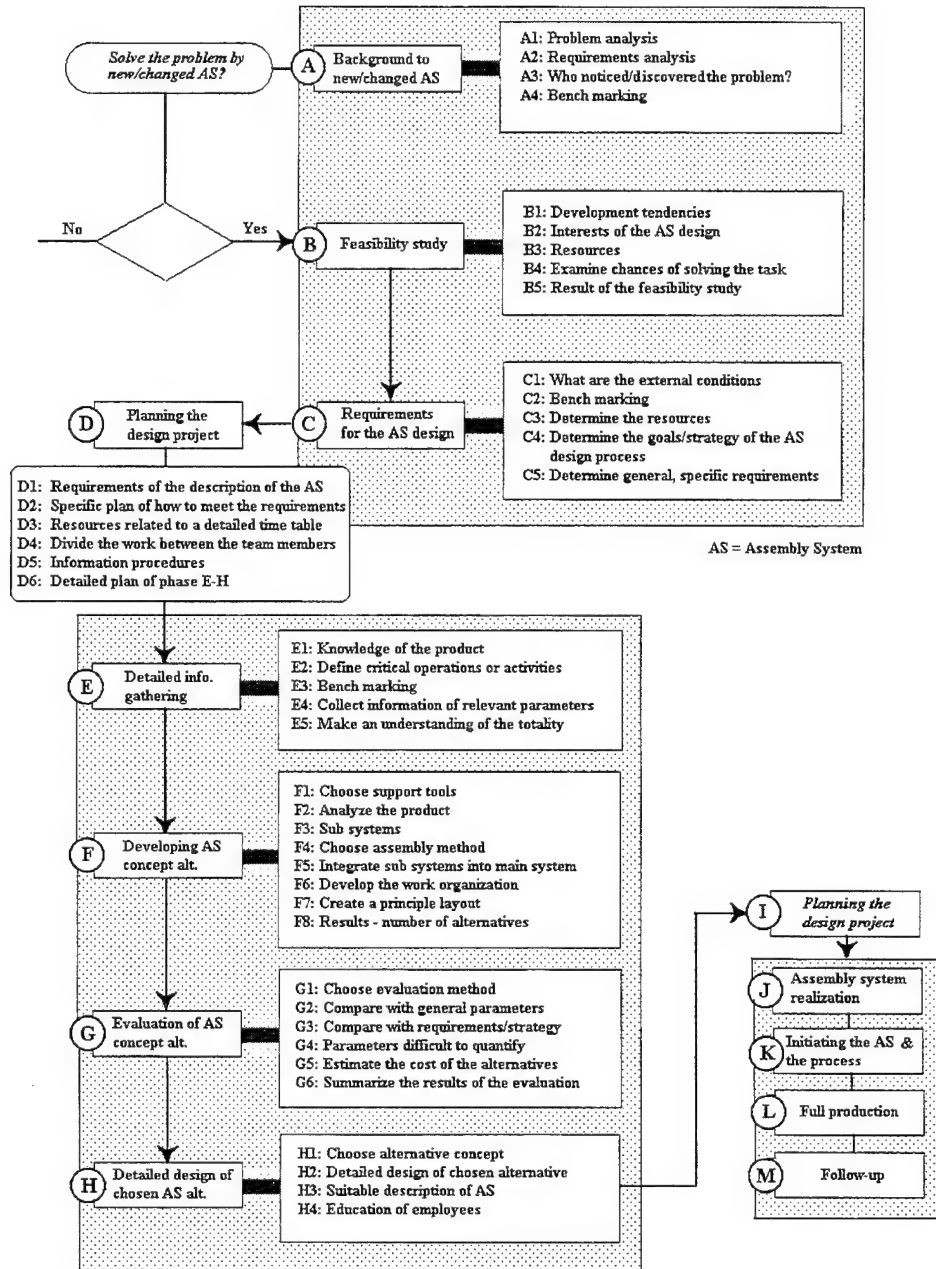 Solve the problem by
new/changed AS?
A
Background to
new/changed AS
A1: Problem analysis
A2: Requirements analysis
A3: Who noticed/discovered the problem?
A4: Bench marking
No
Yes
B
Feasibility study
B1: Development tendencies
B2: Interests of the AS design
B3: Resources
B4: Examine chances of solving the task
B5: Result of the feasibility study
C
Requirements
for the AS design
C1: What are the external conditions
C2: Bench marking
C3: Determine the resources
C4: Determine the goals/strategy of the AS
design process
C5: Determine general, specific requirements
D
Planning the
design project
D1: Requirements of the description of the AS
D2: Specific plan of how to meet the requirements
D3: Resources related to a detailed time table
D4: Divide the work between the team members
D5: Information procedures
D6: Detailed plan of phase E-H
AS = Assembly System
E
Detailed info.
gathering
E1: Knowledge of the product
E2: Define critical operations or activities
E3: Bench marking
E4: Collect information of relevant parameters
E5: Make an understanding of the totality
F
Developing AS
concept alt.
F1: Choose support tools
F2: Analyze the product
F3: Sub systems
F4: Choose assembly method
F5: Integrate sub systems into main system
F6: Develop the work organization
F7: Create a principle layout
F8: Results - number of alternatives
G
Evaluation of AS
concept alt.
G1: Choose evaluation method
G2: Compare with general parameters
G3: Compare with requirements/strategy
G4: Parameters difficult to quantify
G5: Estimate the cost of the alternatives
G6: Summarize the results of the evaluation
H
Detailed design of
chosen AS alt.
H1: Choose alternative concept
H2: Detailed design of chosen alternative
H3: Suitable description of AS
H4: Education of employees
I
Planning the
design project
J
Assembly system
realization
K
Initiating the AS &
the process
L
Full production
M
Follow-up